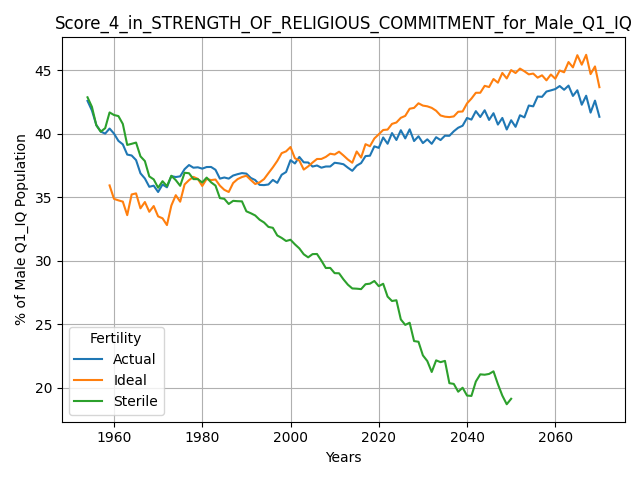 Score_4_in_STRENGTH_OF_RELIGIOUS_COMMITMENT_for_Male_Q1_IQ
% of Male Q1_IQ Population
45
40
35
30
25
20
Fertility
Actual
Ideal
Sterile
1960 1980 2000 2020 2040 2060
Years